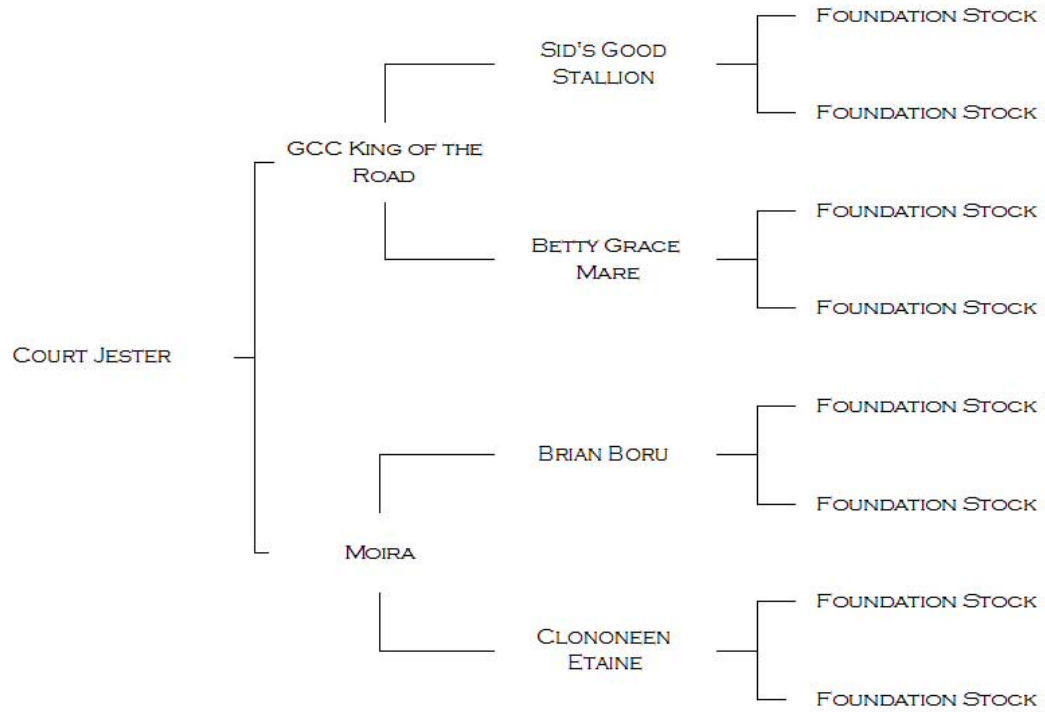 Foundation Stock
Sid's Good
Stallion
Foundation Stock
GCC King of the
Road
Foundation Stock
Betty Grace
Mare
Foundation Stock
Court Jester
Foundation Stock
Brian Boru
Foundation Stock
Moira
Foundation Stock
Clononeen
Etaine
Foundation Stock